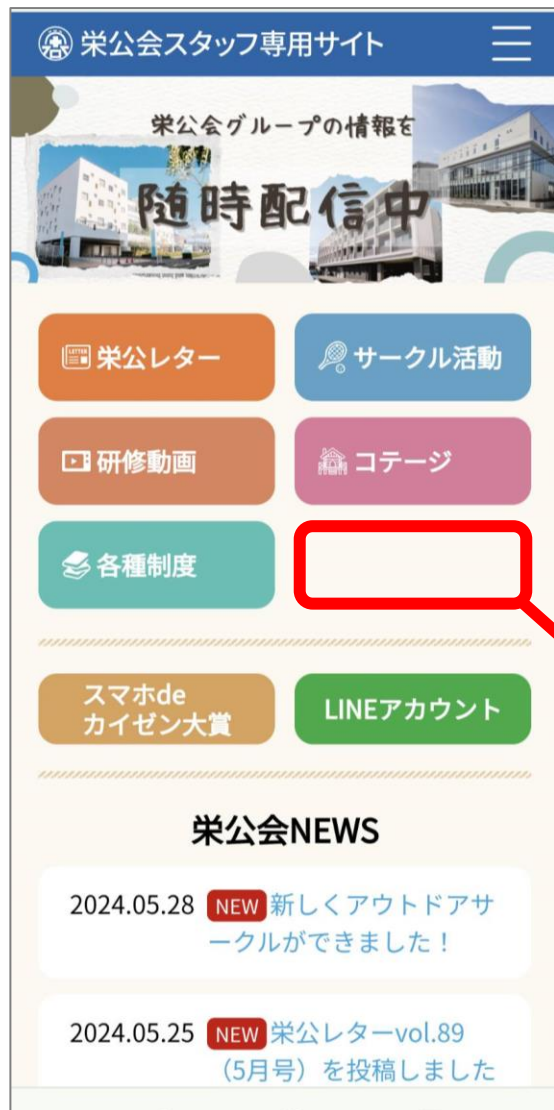 栄公会スタッフ専用サイト
栄公会グループの情報を
随時配信中
栄公レター
サークル活動
研修動画
コテージ
各種制度
スマホde
カイゼン大賞
LINEアカウント
栄公会NEWS
2024.05.28 NEW 新しくアウトドアサ
ークルができました！
2024.05.25 NEW 栄公レターvol.89
（5月号）を投稿しました